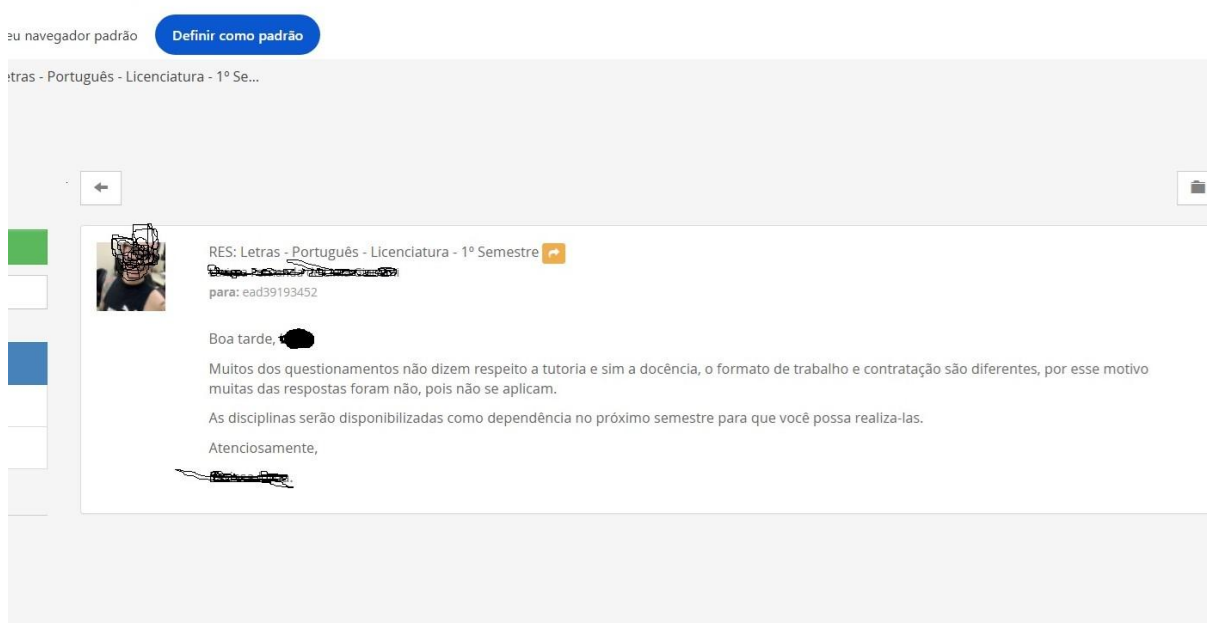 eu navegador padrão Definir como padrão
etras - Português - Licenciatura - 1º Se...
RES: Letras - Português - Licenciatura - 1º Semestre
para: ead39193452
Boa tarde,
Muitos dos questionamentos não dizem respeito a tutoria e sim a docência, o formato de trabalho e contratação são diferentes, por esse motivo
muitas das respostas foram não, pois não se aplicam.
As disciplinas serão disponibilizadas como dependência no próximo semestre para que você possa realiza-las.
Atenciosamente,